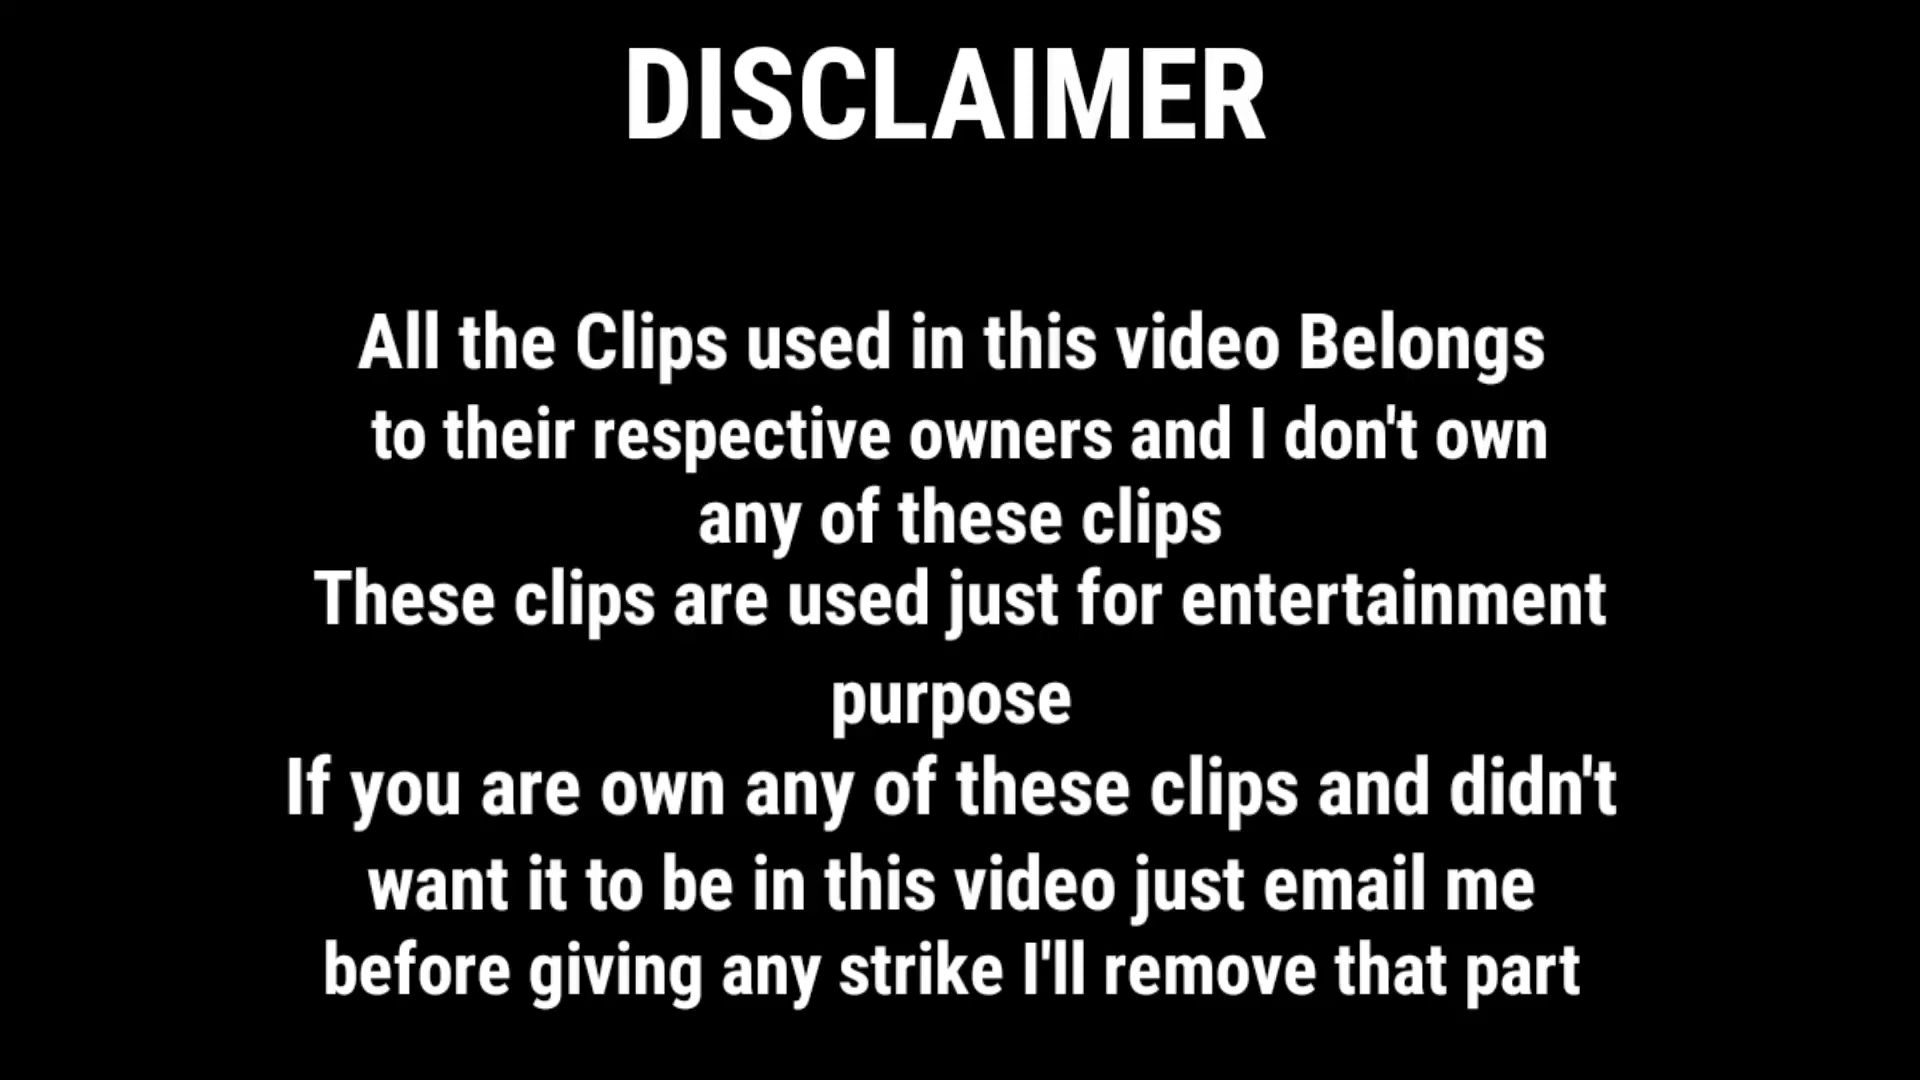 DISCLAIMER
All the Clips used in this video Belongs
to their respective owners and I don't own
any of these clips
These clips are used just for entertainment
purpose
If you are own any of these clips and didn't
want it to be in this video just email me
before giving any strike I'll remove that part